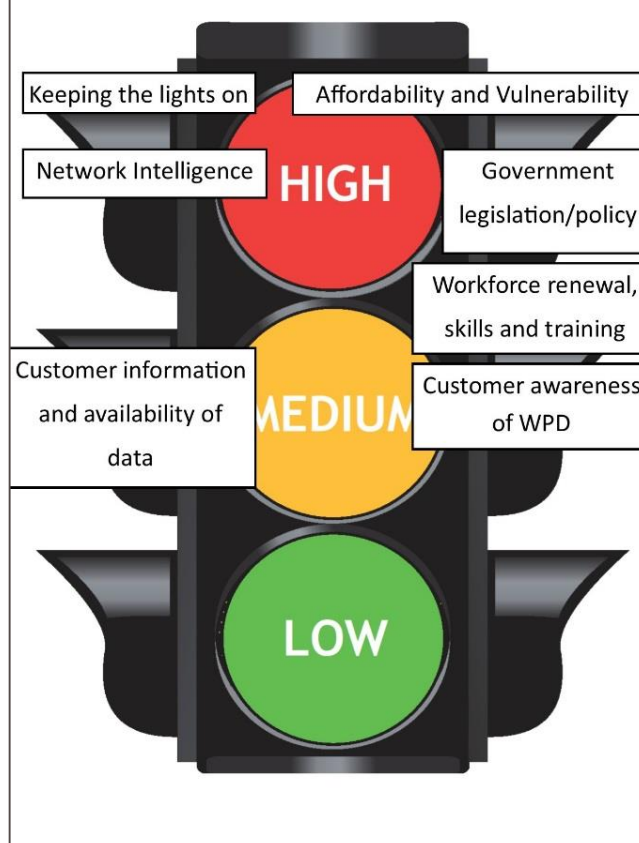 Keeping the lights on
Affordability and Vulnerability
Network Intelligence
HIGH
Government
legislation/policy
Workforce renewal,
skills and training
Customer information
and availability of
data
MEDIUM
Customer awareness
of WPD
LOW